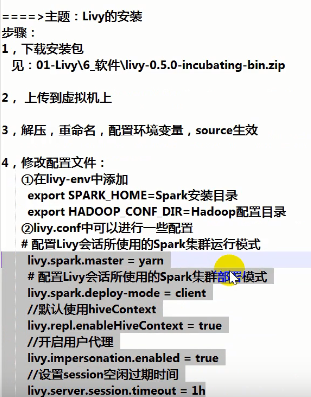 ====>主题：Livy的安装
步骤：
1，下载安装包
见：01-Livy\6_软件\livy-0.5.0-incubating-bin.zip
2，上传到虚拟机上
3，解压，重命名，配置环境变量，source生效
4，修改配置文件：
①在livy-env中添加
export SPARK_HOME=Spark安装目录
export HADOOP_CONF_DIR=Hadoop配置目录
②livy.conf中可以进行一些配置
# 配置Livy会话所使用的Spark集群运行模式
livy.spark.master = yarn
# 配置Livy会话所使用的Spark集群部署模式
livy.spark.deploy-mode = client
//默认使用hiveContext
livy.repl.enableHiveContext = true
//开启用户代理
livy.impersonation.enabled = true
//设置session空闲过期时间
livy.server.session.timeout = 1h